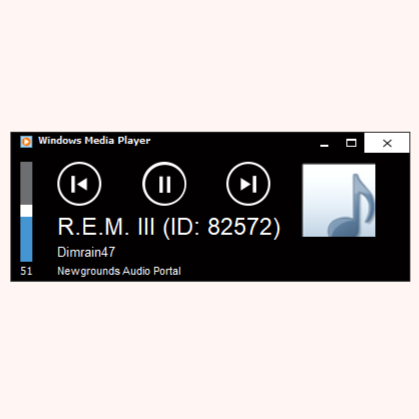 Windows Media Player
R.E.M. III (ID: 82572)
Dimrain47
51 Newgrounds Audio Portal